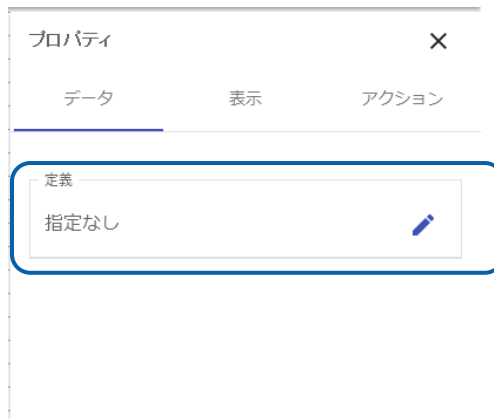 プロパティ
データ 表示 アクション
定義
指定なし